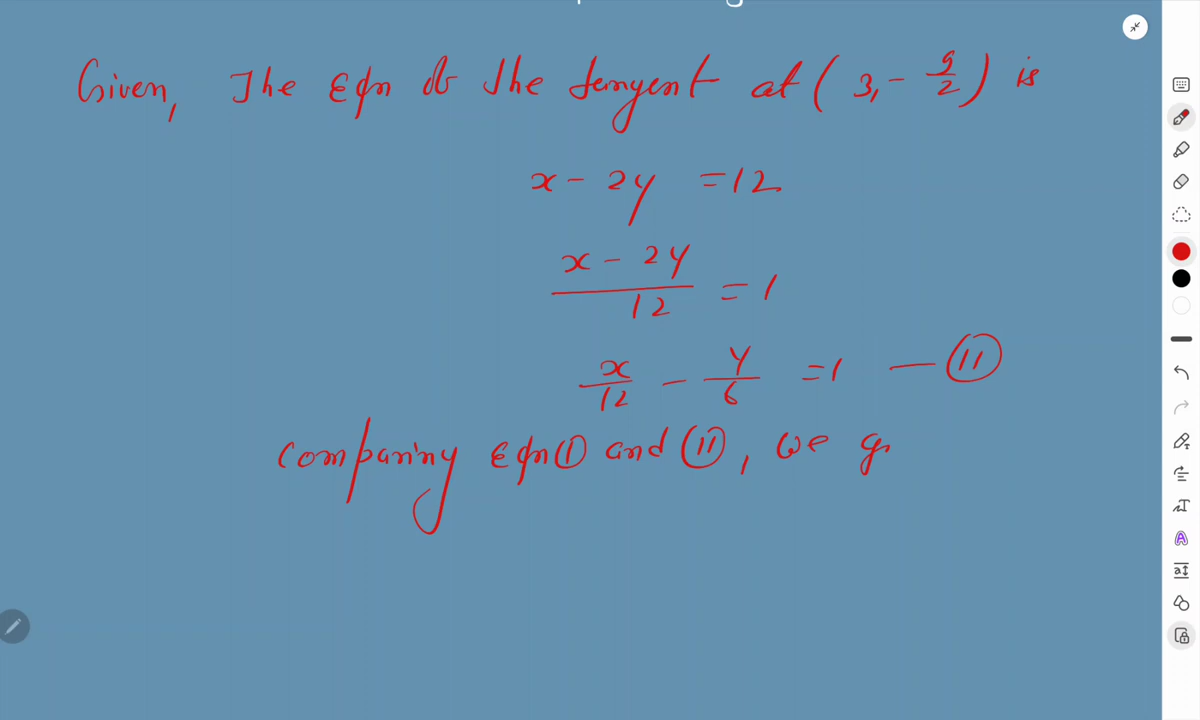 Given, The Eqn of the tangent at ( 3, - 9/2 ) is
x - 2y = 12
(x - 2y)/12 = 1
x/12 - y/6 = 1 — (II)
Comparing Eqn (I) and (II), we g